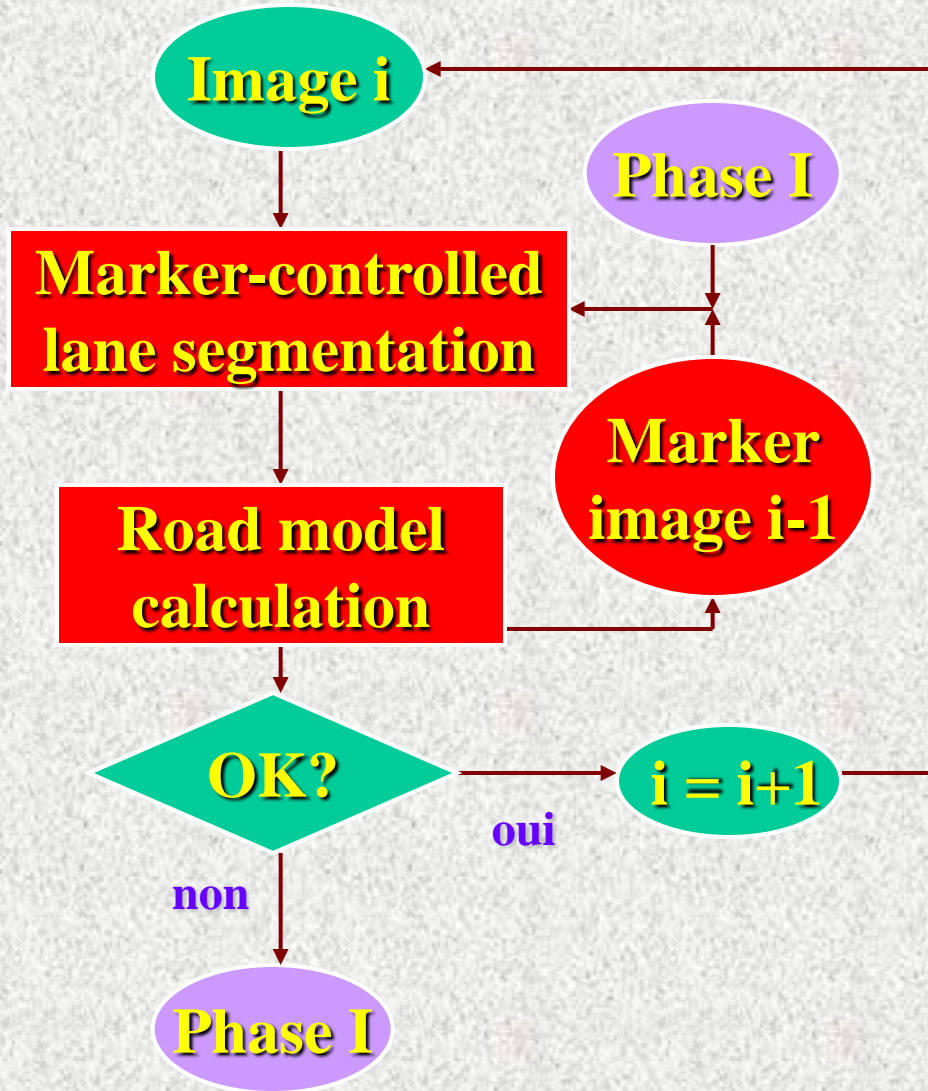 Image i
Phase I
Marker-controlled
lane segmentation
Marker
image i-1
Road model
calculation
OK?
i = i+1
oui
non
Phase I